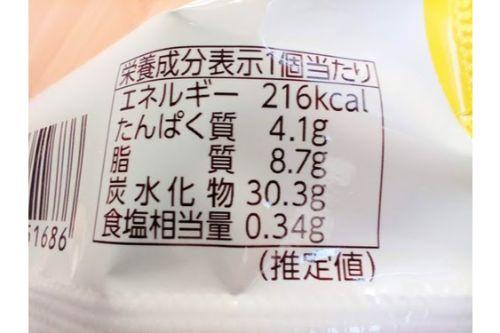 栄養成分表示1個当たり
エネルギー 216kcal
たんぱく質 4.1g
脂質 8.7g
炭水化物 30.3g
食塩相当量 0.34g
(推定値)
51686